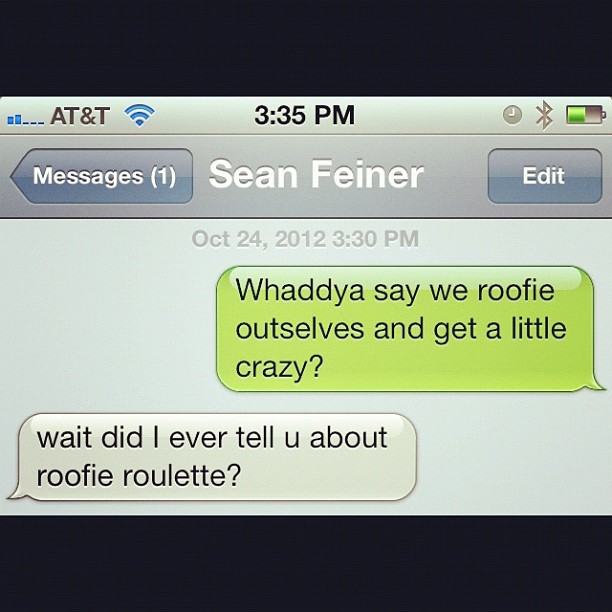 AT&T 3:35 PM
Messages (1) Sean Feiner Edit
Oct 24, 2012 3:30 PM
Whaddya say we roofie
outselves and get a little
crazy?
wait did I ever tell u about
roofie roulette?